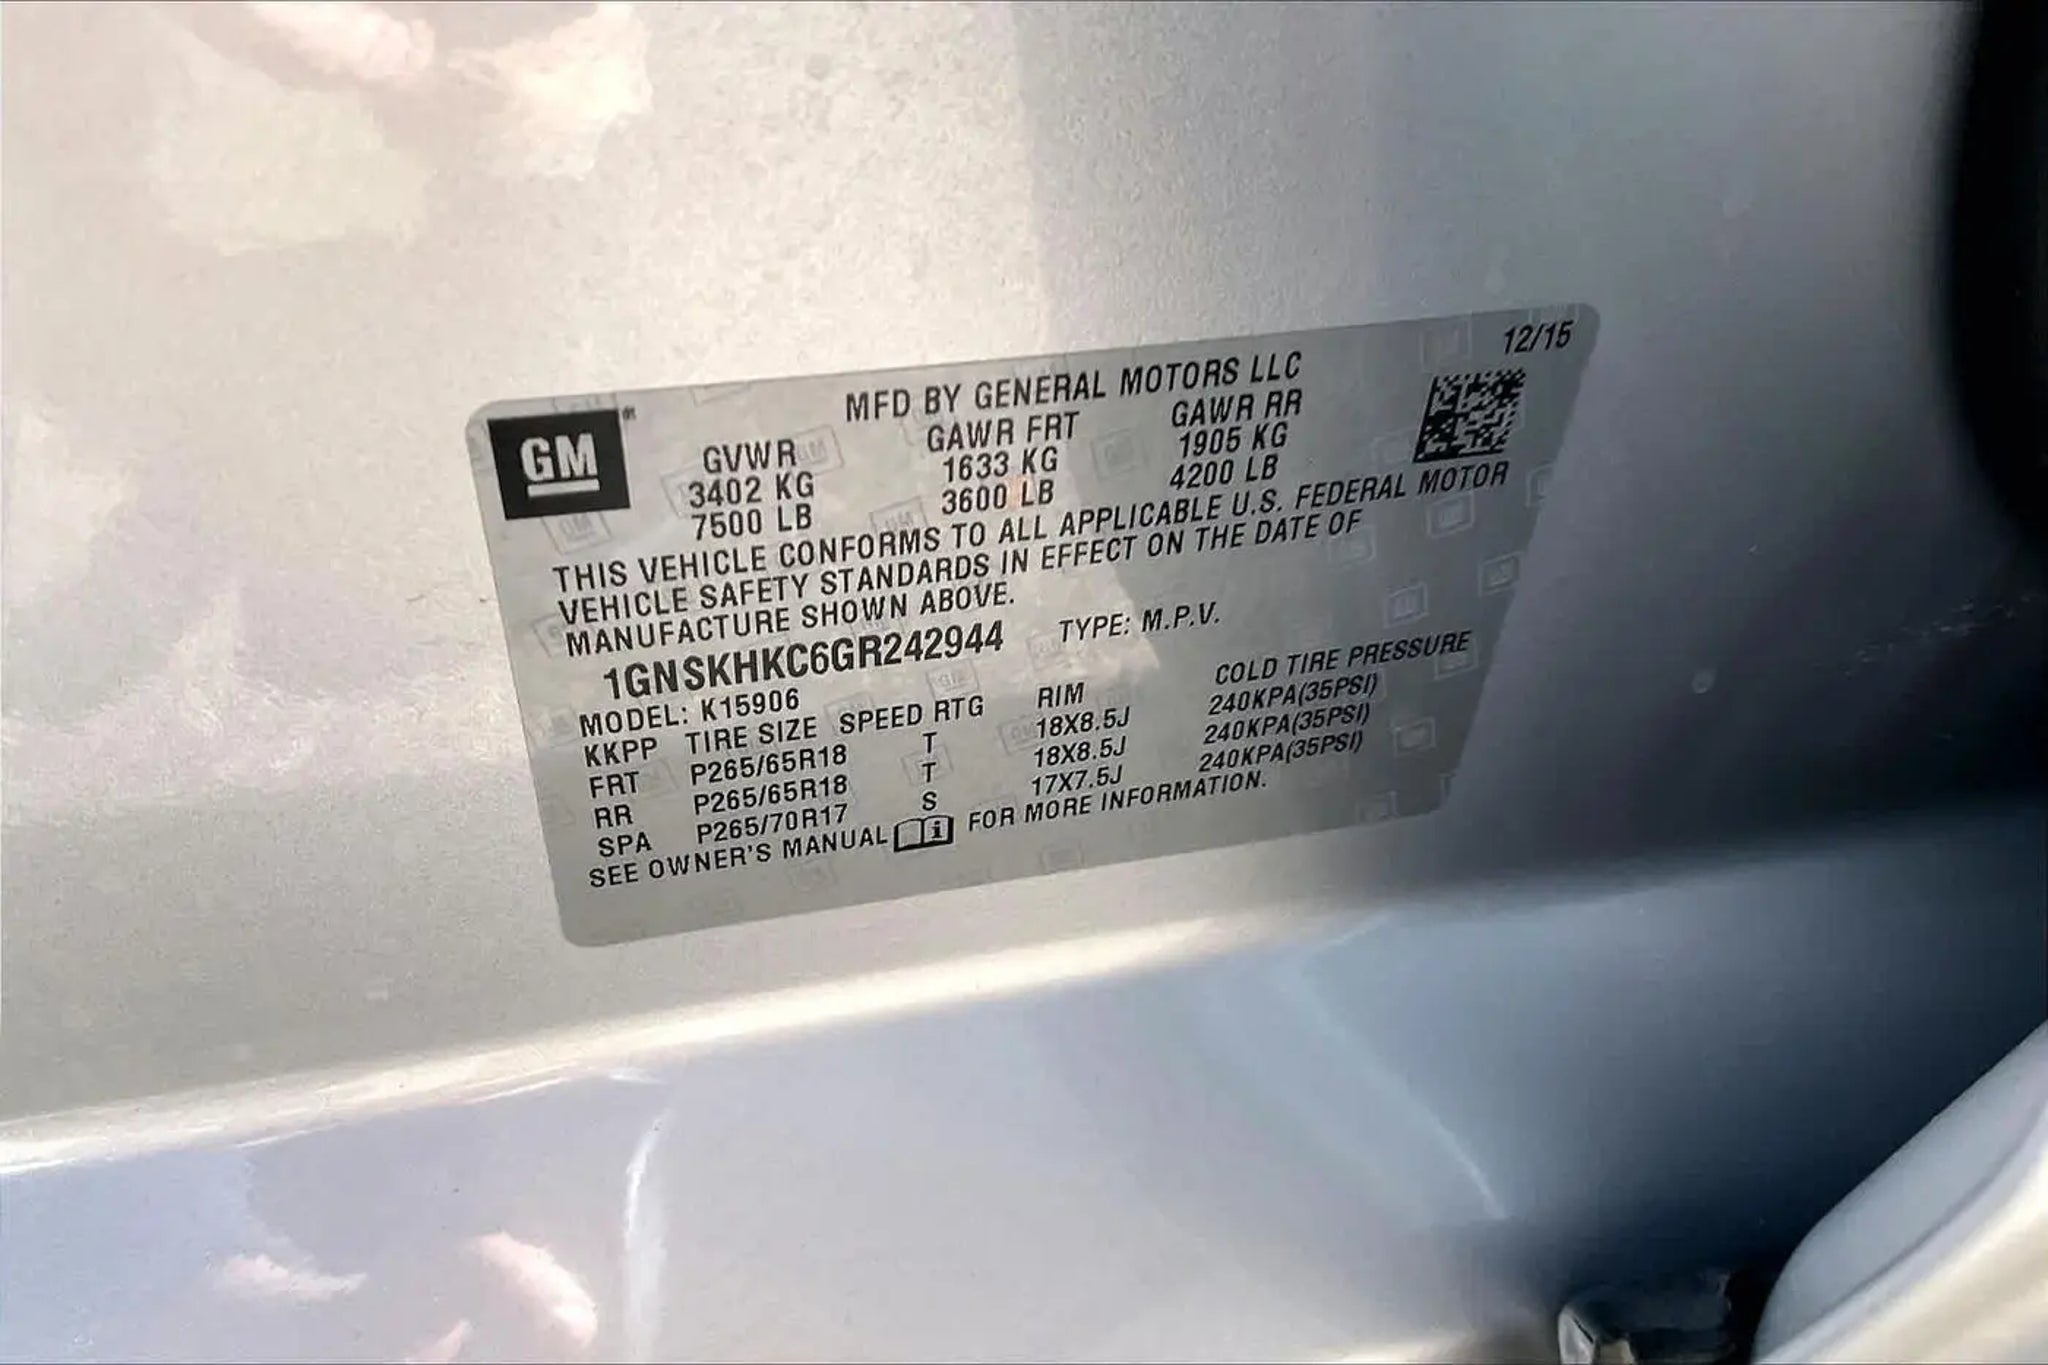 12/15
MFD BY GENERAL MOTORS LLC
GM
GVWR GAWR FRT GAWR RR
3402 KG 1633 KG 1905 KG
7500 LB 3600 LB 4200 LB
THIS VEHICLE CONFORMS TO ALL APPLICABLE U.S. FEDERAL MOTOR
VEHICLE SAFETY STANDARDS IN EFFECT ON THE DATE OF
MANUFACTURE SHOWN ABOVE.
1GNSKHKC6GR242944 TYPE: M.P.V.
MODEL: K15906
KKPP TIRE SIZE SPEED RTG RIM COLD TIRE PRESSURE
FRT P265/65R18 T 18X8.5J 240KPA(35PSI)
RR P265/65R18 T 18X8.5J 240KPA(35PSI)
SPA P265/70R17 S 17X7.5J 240KPA(35PSI)
SEE OWNER'S MANUAL FOR MORE INFORMATION.